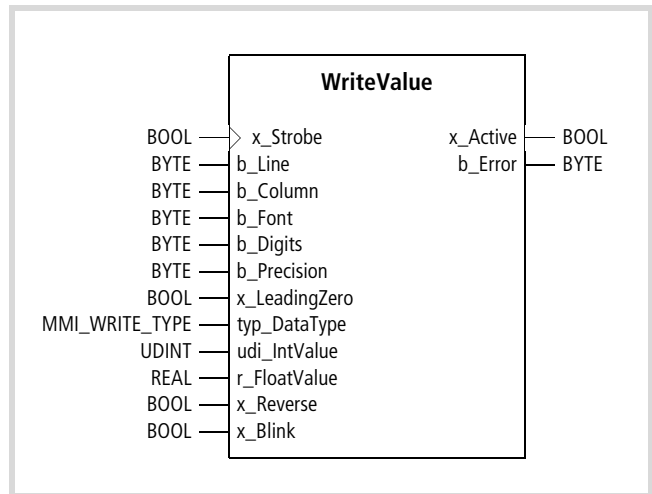 WriteValue
BOOL x_Strobe x_Active BOOL
BYTE b_Line b_Error BYTE
BYTE b_Column
BYTE b_Font
BYTE b_Digits
BYTE b_Precision
BOOL x_LeadingZero
MMI_WRITE_TYPE typ_DataType
UDINT udi_IntValue
REAL r_FloatValue
BOOL x_Reverse
BOOL x_Blink